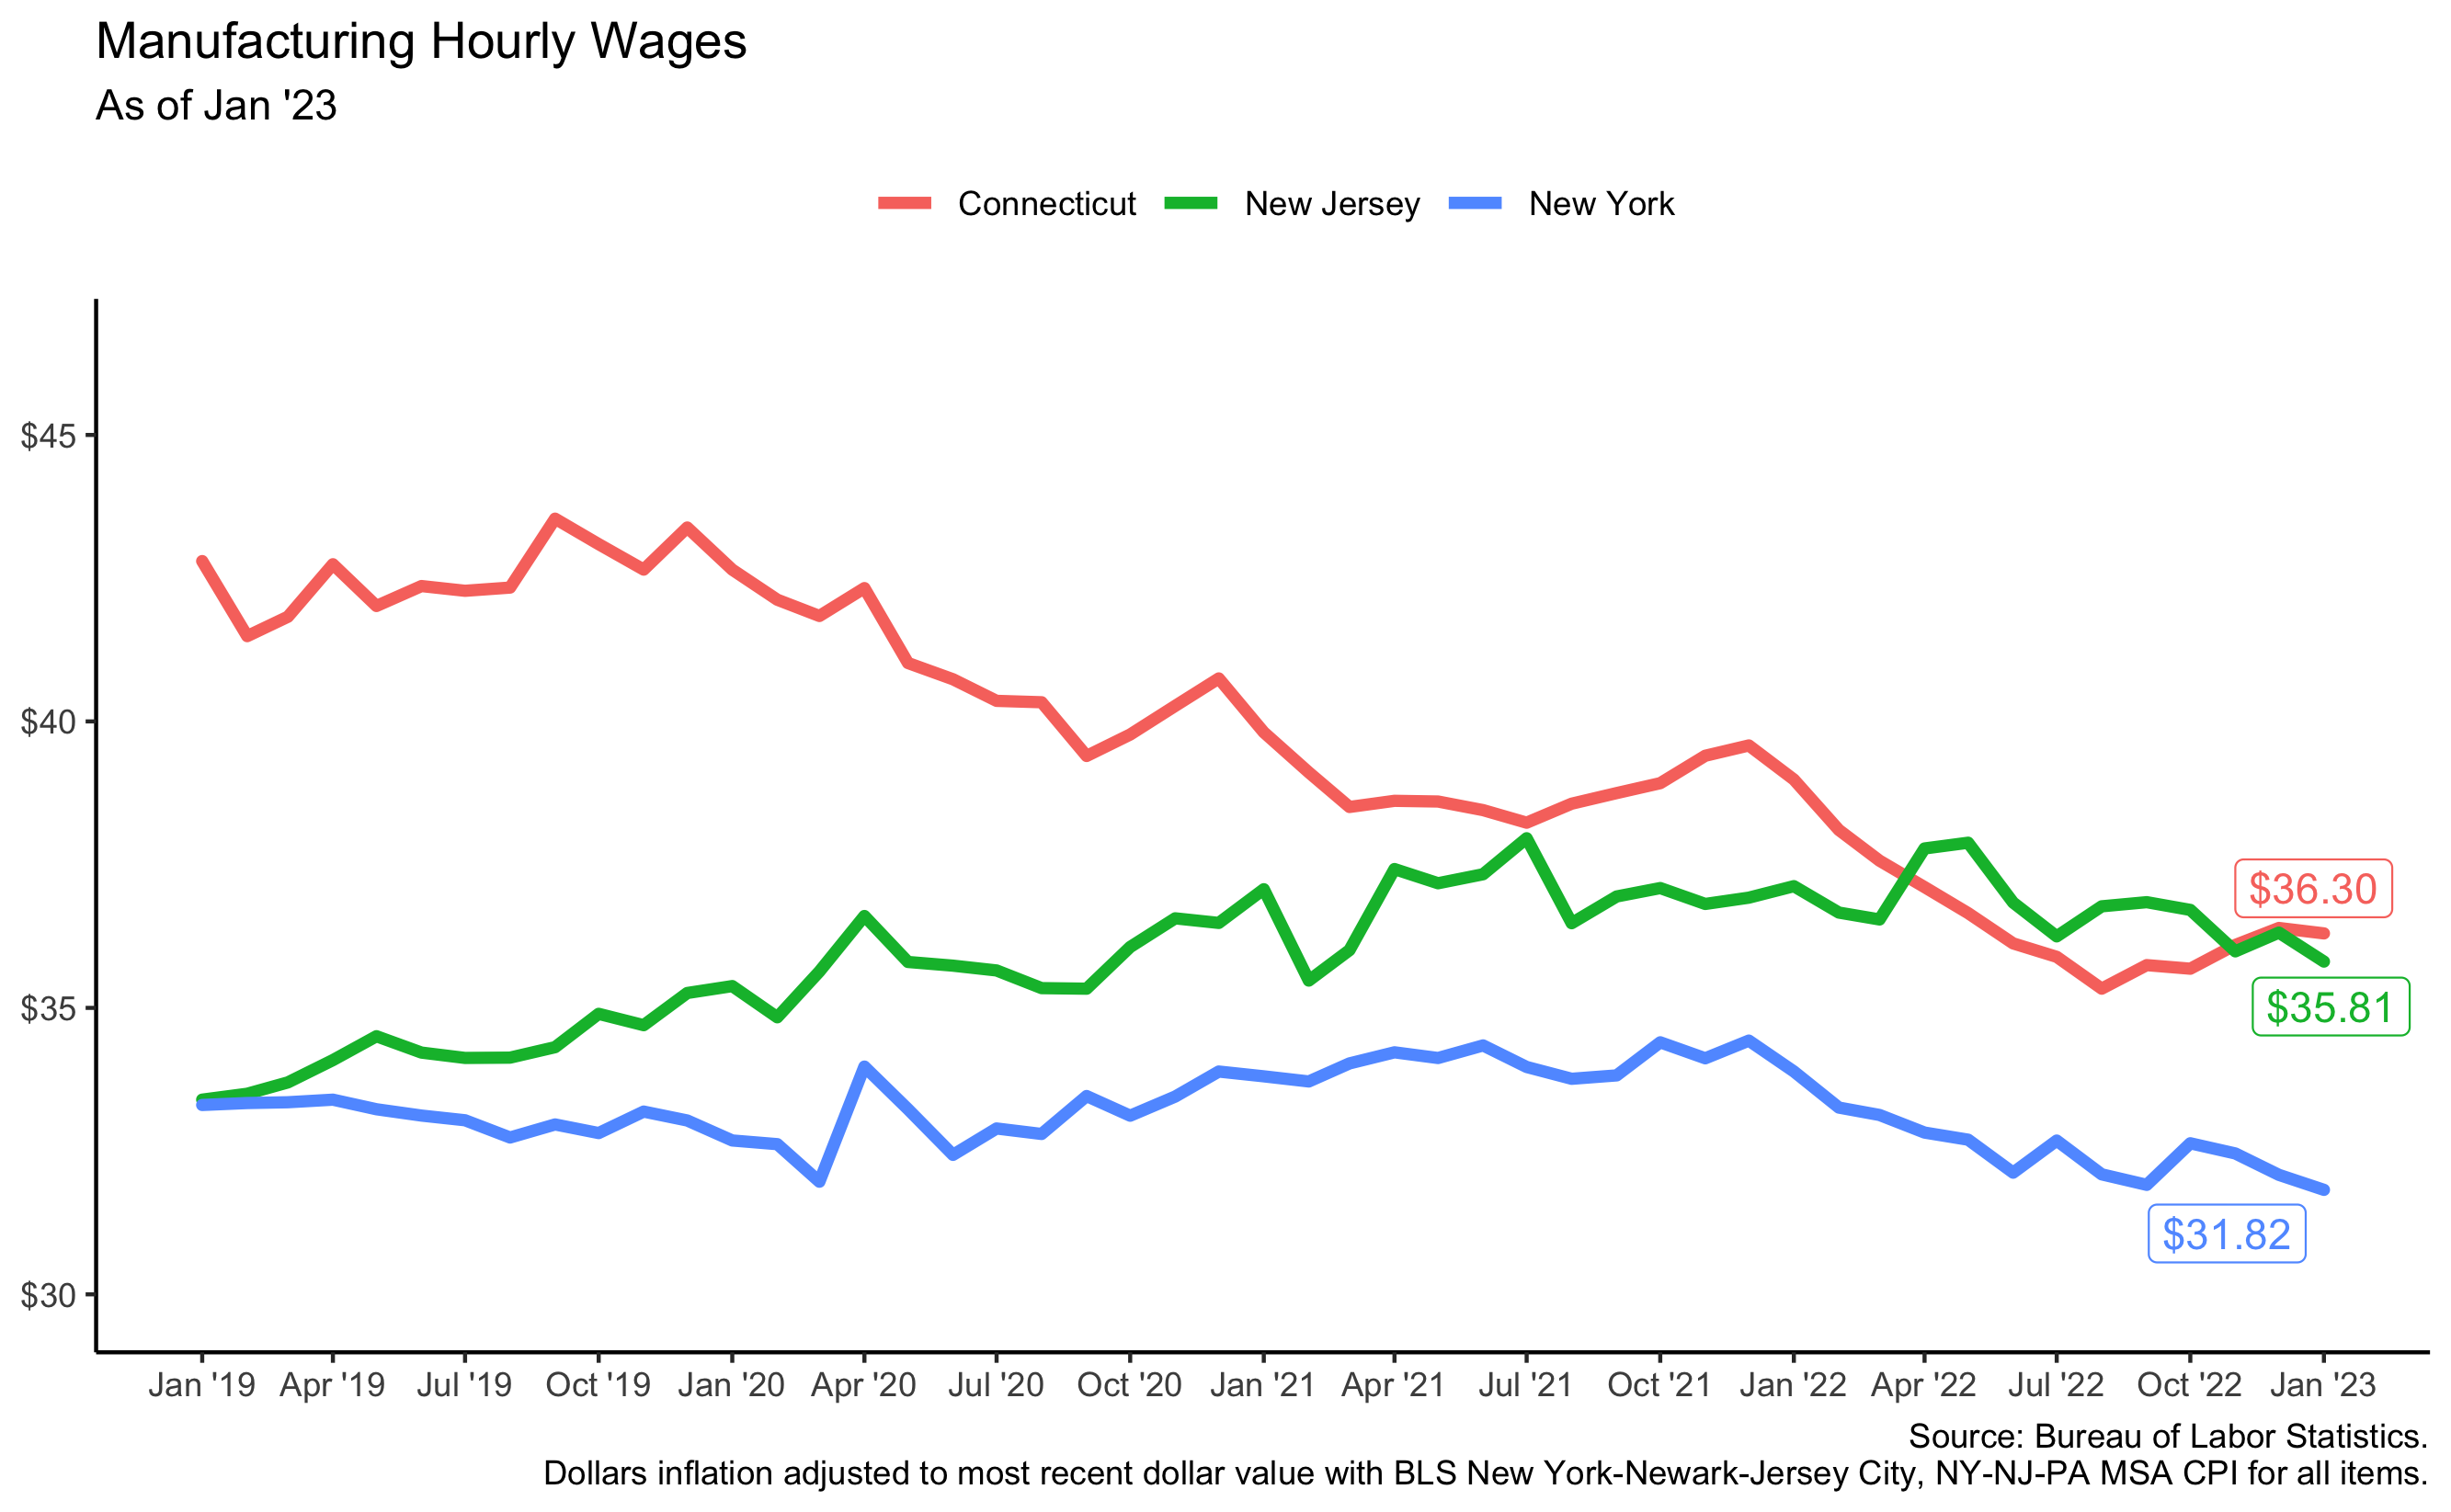 Manufacturing Hourly Wages
As of Jan '23
Connecticut New Jersey New York
$45
$40
$35
$30
$36.30
$35.81
$31.82
Jan '19 Apr '19 Jul '19 Oct '19 Jan '20 Apr '20 Jul '20 Oct '20 Jan '21 Apr '21 Jul '21 Oct '21 Jan '22 Apr '22 Jul '22 Oct '22 Jan '23
Source: Bureau of Labor Statistics.
Dollars inflation adjusted to most recent dollar value with BLS New York-Newark-Jersey City, NY-NJ-PA MSA CPI for all items.